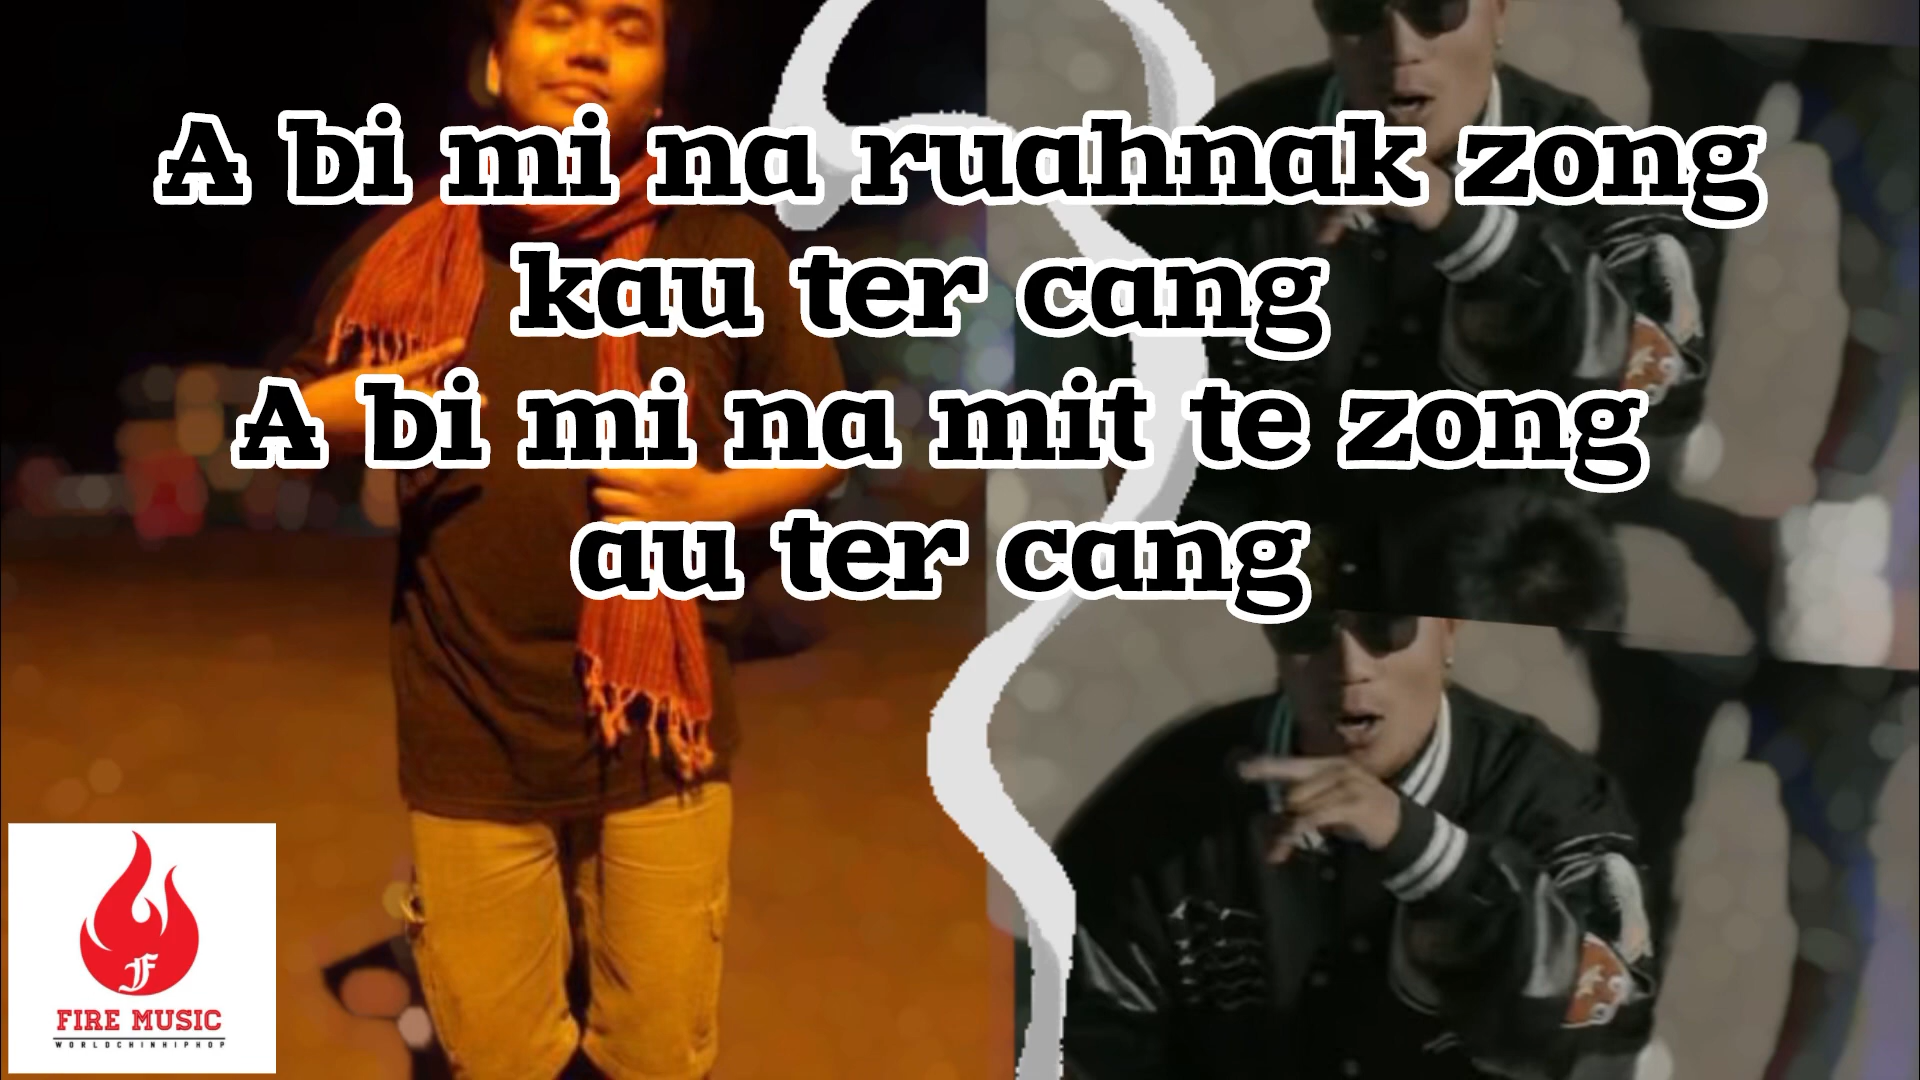 A bi mi na ruahnak zong
kau ter cang
A bi mi na mit te zong
au ter cang
F
FIRE MUSIC
WORLDCHINHIPHOP